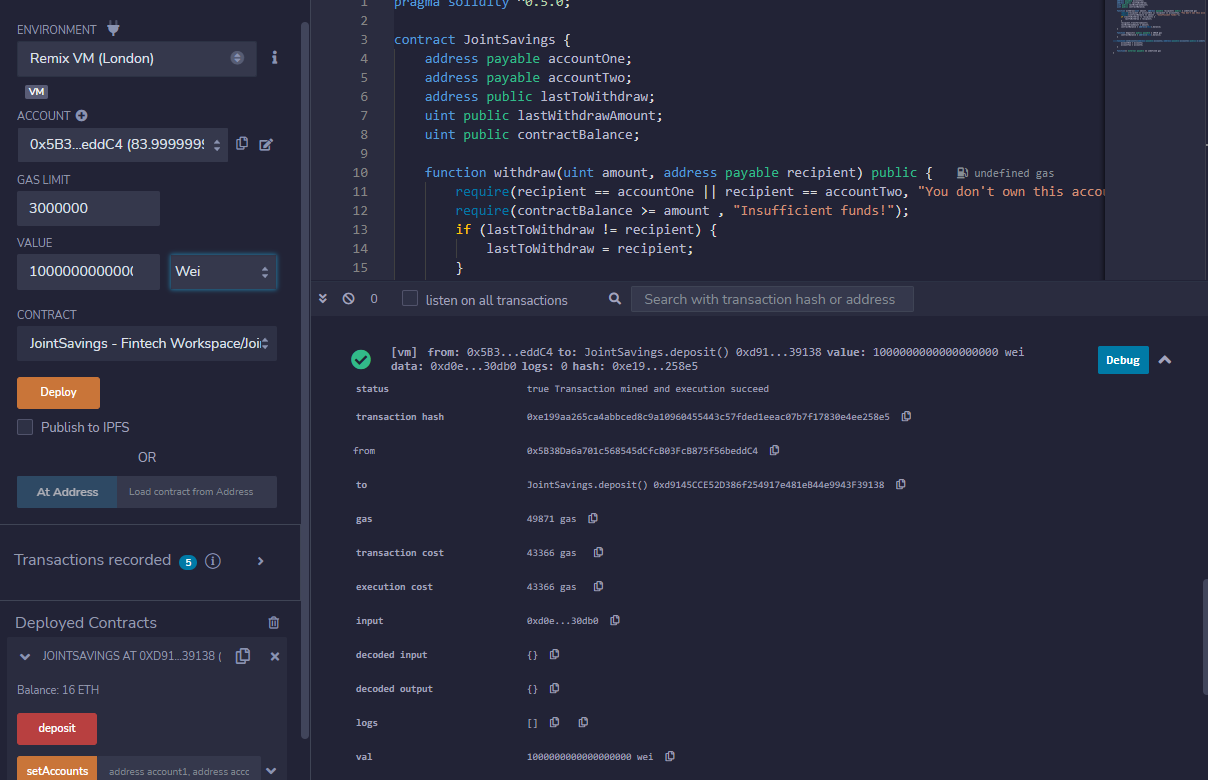 ENVIRONMENT
Remix VM (London)
VM
ACCOUNT
0x5B3...eddC4 (83.9999999
GAS LIMIT
3000000
VALUE
100000000000
Wei
CONTRACT
JointSavings - Fintech Workspace/Joi
Deploy
Publish to IPFS
OR
At Address
Load contract from Address
Transactions recorded 5 i
Deployed Contracts
JOINTSAVINGS AT 0XD91...39138 (
Balance: 16 ETH
deposit
setAccounts
address account1, address acc
1 pragma solidity ^0.5.0;
2
3 contract JointSavings {
4 address payable accountOne;
5 address payable accountTwo;
6 address public lastToWithdraw;
7 uint public lastWithdrawAmount;
8 uint public contractBalance;
9
10 function withdraw(uint amount, address payable recipient) public { undefined gas
11 require(recipient == accountOne || recipient == accountTwo, "You don't own this accou
12 require(contractBalance >= amount , "Insufficient funds!");
13 if (lastToWithdraw != recipient) {
14 lastToWithdraw = recipient;
15 }
0
listen on all transactions
Search with transaction hash or address
[vm] from: 0x5B3...eddC4 to: JointSavings.deposit() 0xd91...39138 value: 1000000000000000000 wei
data: 0xd0e...30db0 logs: 0 hash: 0xe19...258e5
Debug
status true Transaction mined and execution succeed
transaction hash 0xe199aa265ca4abbced8c9a10960455443c57fded1eeac07b7f17830e4ee258e5
from 0x5B38Da6a701c568545dCfcB03FcB875f56beddC4
to JointSavings.deposit() 0xd9145CCE52D386f254917e481eB44e9943F39138
gas 49871 gas
transaction cost 43366 gas
execution cost 43366 gas
input 0xd0e...30db0
decoded input {}
decoded output {}
logs []
val 1000000000000000000 wei